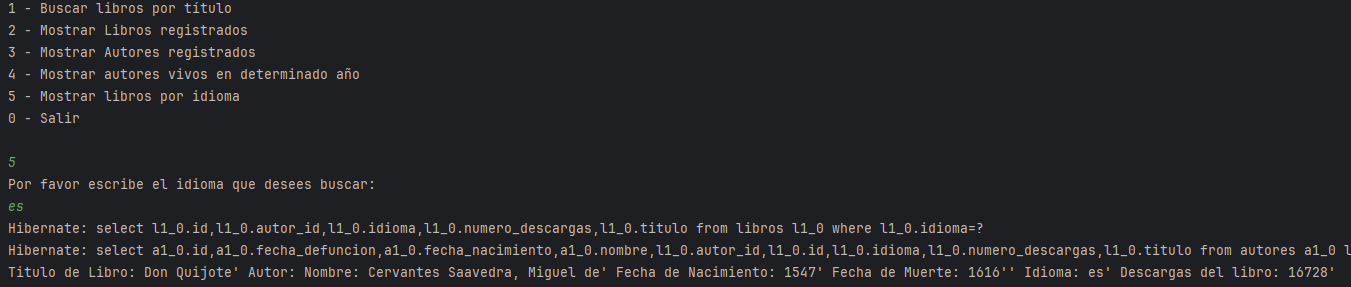 1 - Buscar libros por titulo
2 - Mostrar Libros registrados
3 - Mostrar Autores registrados
4 - Mostrar autores vivos en determinado año
5 - Mostrar libros por idioma
0 - Salir
5
Por favor escribe el idioma que desees buscar:
es
Hibernate: select l1_0.id,l1_0.autor_id,l1_0.idioma,l1_0.numero_descargas,l1_0.titulo from libros l1_0 where l1_0.idioma=?
Hibernate: select a1_0.id,a1_0.fecha_defuncion,a1_0.fecha_nacimiento,a1_0.nombre,l1_0.autor_id,l1_0.id,l1_0.idioma,l1_0.numero_descargas,l1_0.titulo from autores a1_0 l
Titulo de Libro: Don Quijote' Autor: Nombre: Cervantes Saavedra, Miguel de' Fecha de Nacimiento: 1547' Fecha de Muerte: 1616'' Idioma: es' Descargas del libro: 16728'